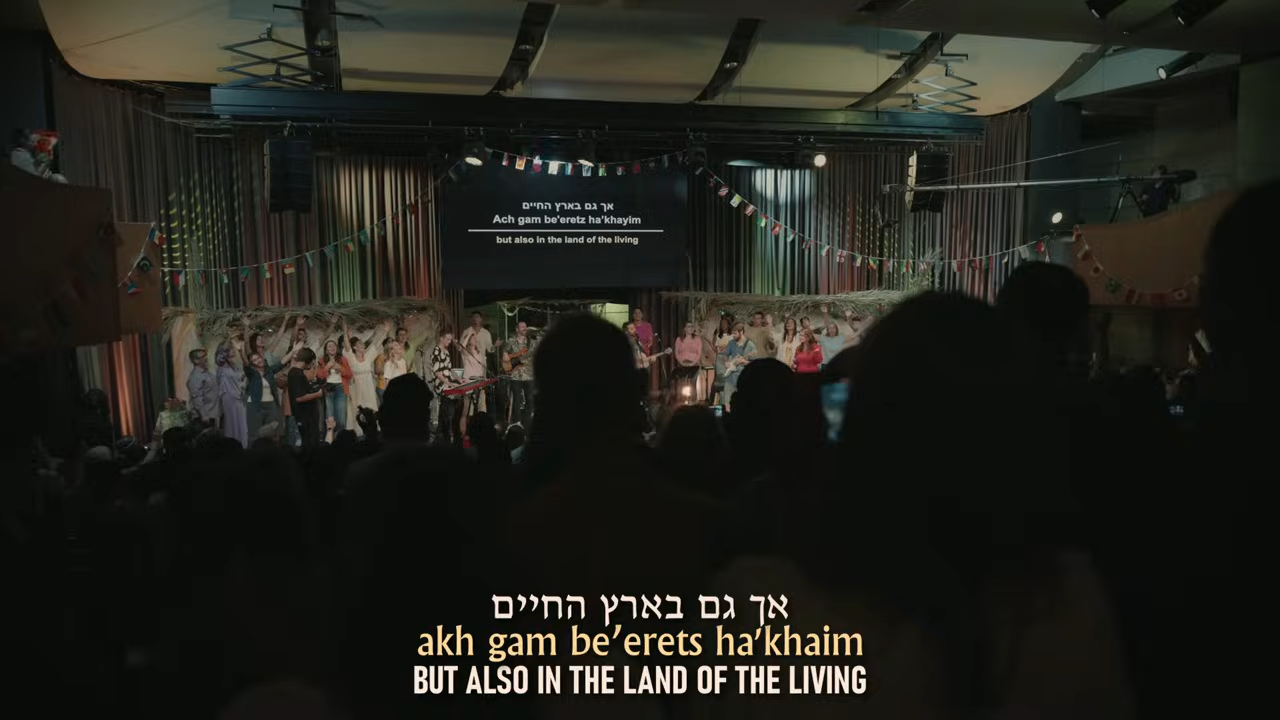 אך גם בארץ החיים
Ach gam be'eretz ha'khayim
but also in the land of the living
אך גם בארץ החיים
akh gam be'erets ha'khaim
BUT ALSO IN THE LAND OF THE LIVING